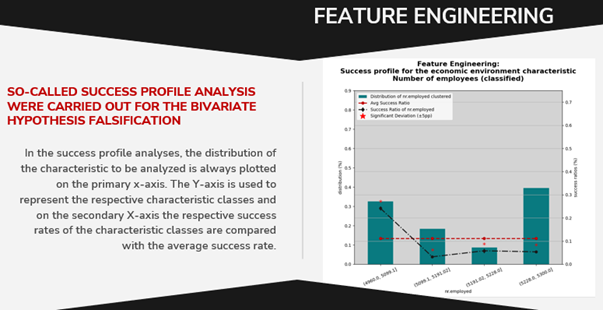 FEATURE ENGINEERING
SO-CALLED SUCCESS PROFILE ANALYSIS
WERE CARRIED OUT FOR THE BIVARIATE
HYPOTHESIS FALSIFICATION
In the success profile analyses, the distribution of
the characteristic to be analyzed is always plotted
on the primary x-axis. The Y-axis is used to
represent the respective characteristic classes and
on the secondary X-axis the respective success
rates of the characteristic classes are compared
with the average success rate.
Feature Engineering:
Success profile for the economic environment characteristic
Number of employees (classified)
Distribution of nr.employed clustered
Avg Success Ratio
Success Ratio of nr.employed
Significant Deviation (±5pp)
distribution (%)
0.9
0.8
0.7
0.6
0.5
0.4
0.3
0.2
0.1
0.0
success ratios (%)
0.7
0.6
0.5
0.4
0.3
0.2
0.1
0.0
(4960.0, 5099.1]
(5099.1, 5191.02]
(5191.02, 5228.0]
(5228.0, 5300.0]
nr.employed